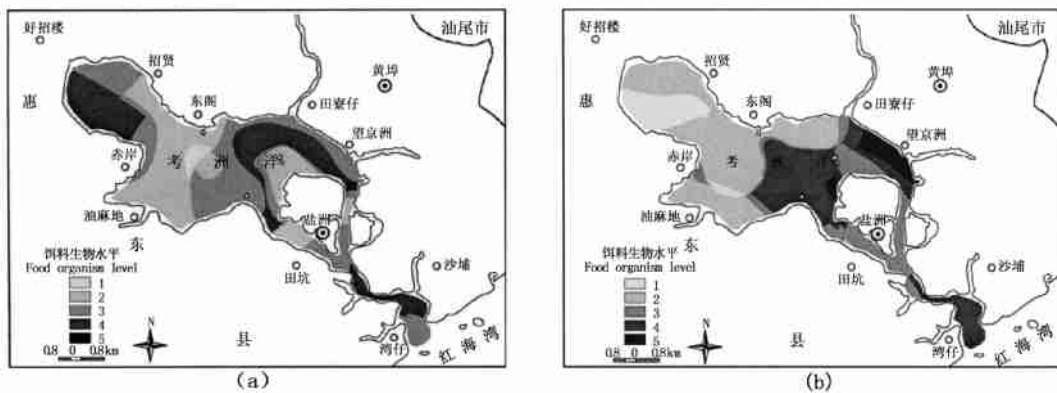 汕尾市
好招楼
招贤
黄埠
惠
东阁
田寮仔
望京洲
赤岸
考 洲 洋
油麻地
盐洲
东
饵料生物水平
Food organism level
1
2
3
4
5
田坑
沙埔
N
县
湾仔
红海湾
0.8 0 0.8km
(a)
汕尾市
好招楼
招贤
黄埠
惠
东阁
田寮仔
望京洲
赤岸
考
油麻地
盐洲
东
饵料生物水平
Food organism level
1
2
3
4
5
田坑
沙埔
N
县
湾仔
红海湾
0.8 0 0.8km
(b)